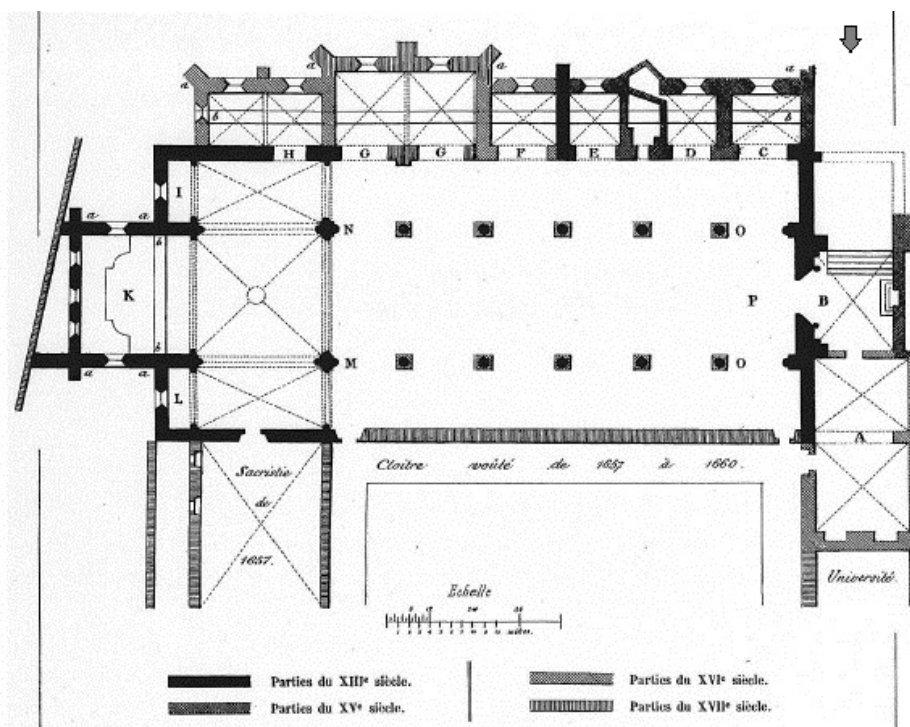 a a a
b b
H G G F E D C
I
N O
a a
b
K P B
b
M O
a a
L
A
Sacristie Cloître voûté de 1657 à 1660.
de
1657.
Université
Echelle
mètres.
Parties du XIIIe siècle. Parties du XVIe siècle.
Parties du XVe siècle. Parties du XVIIe siècle.